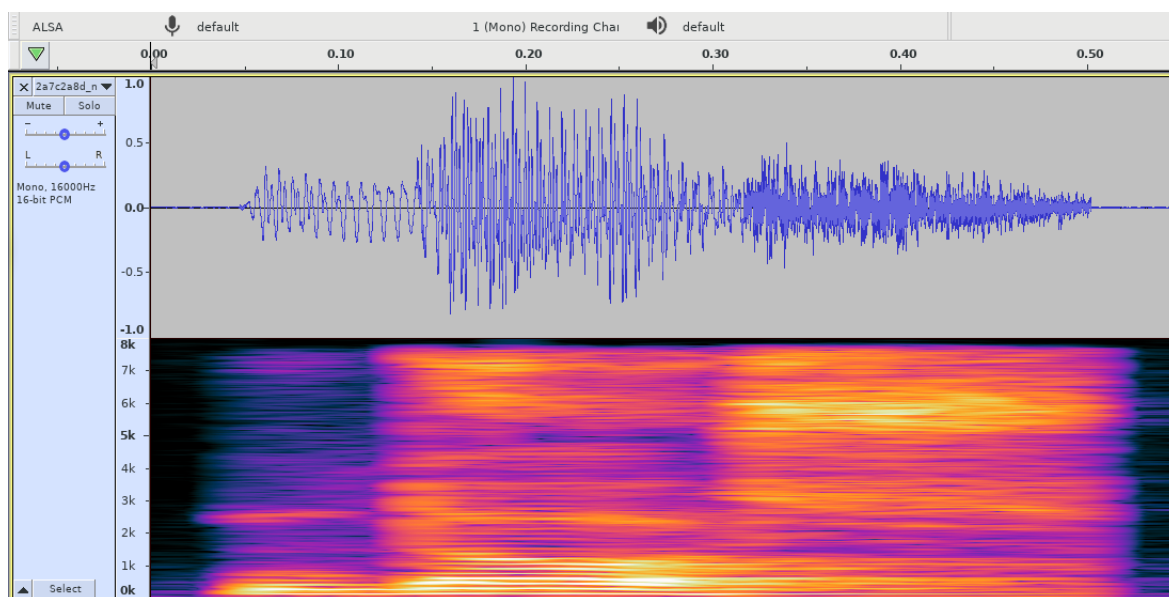 ALSA default 1 (Mono) Recording Chai default
0.00 0.10 0.20 0.30 0.40 0.50
2a7c2a8d_n
Mute Solo
- +
L R
Mono, 16000Hz
16-bit PCM
Select
1.0
0.5
0.0
-0.5
-1.0
8k
7k
6k
5k
4k
3k
2k
1k
0k